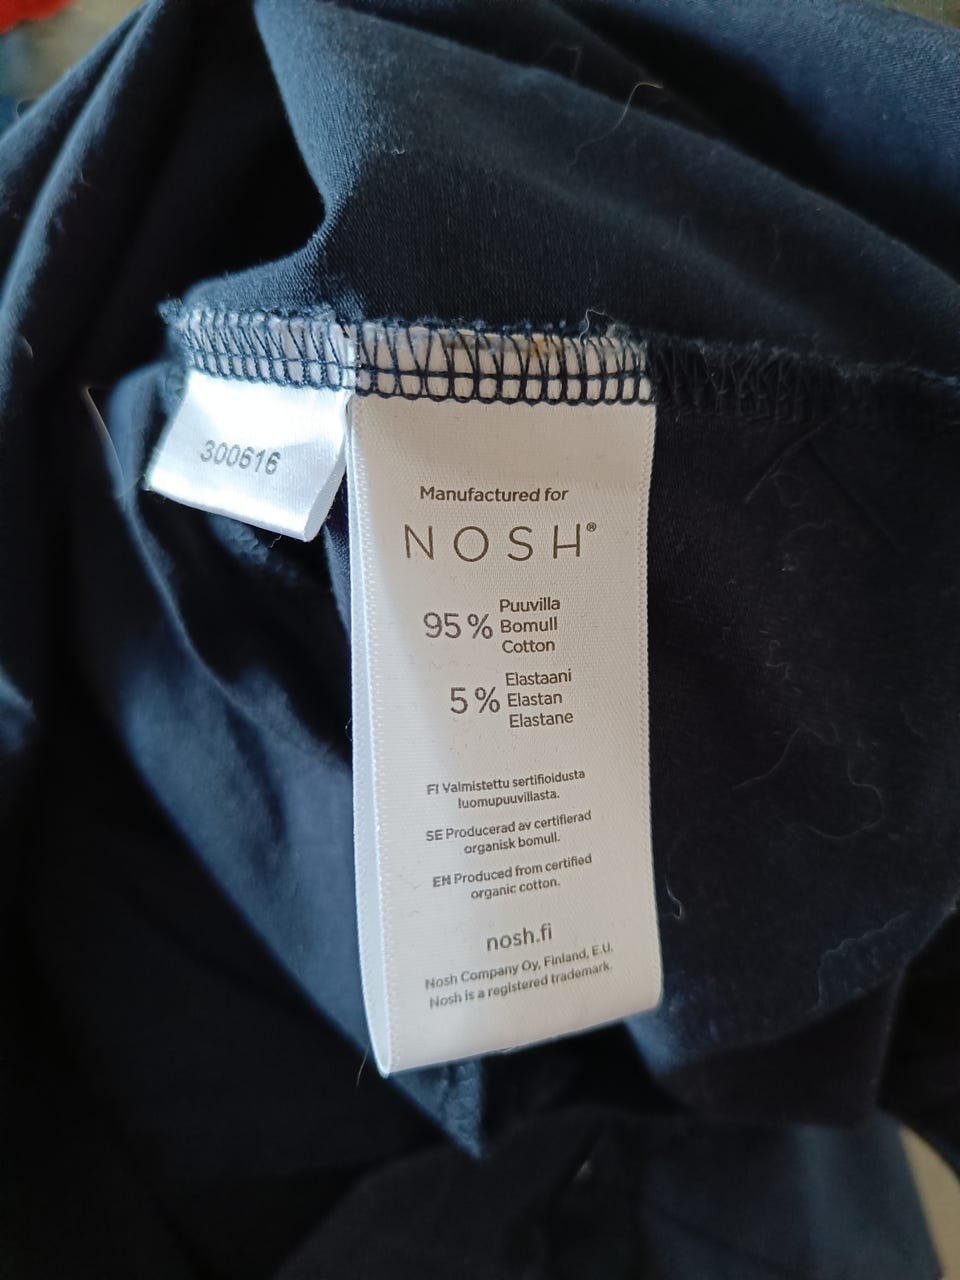 300616
Manufactured for
NOSH®
95% Puuvilla
Bomull
Cotton
5% Elastaani
Elastan
Elastane
FI Valmistettu sertifioidusta
luomupuuvillasta.
SE Producerad av certifierad
organisk bomull.
EN Produced from certified
organic cotton.
nosh.fi
Nosh Company Oy, Finland, E.U.
Nosh is a registered trademark.